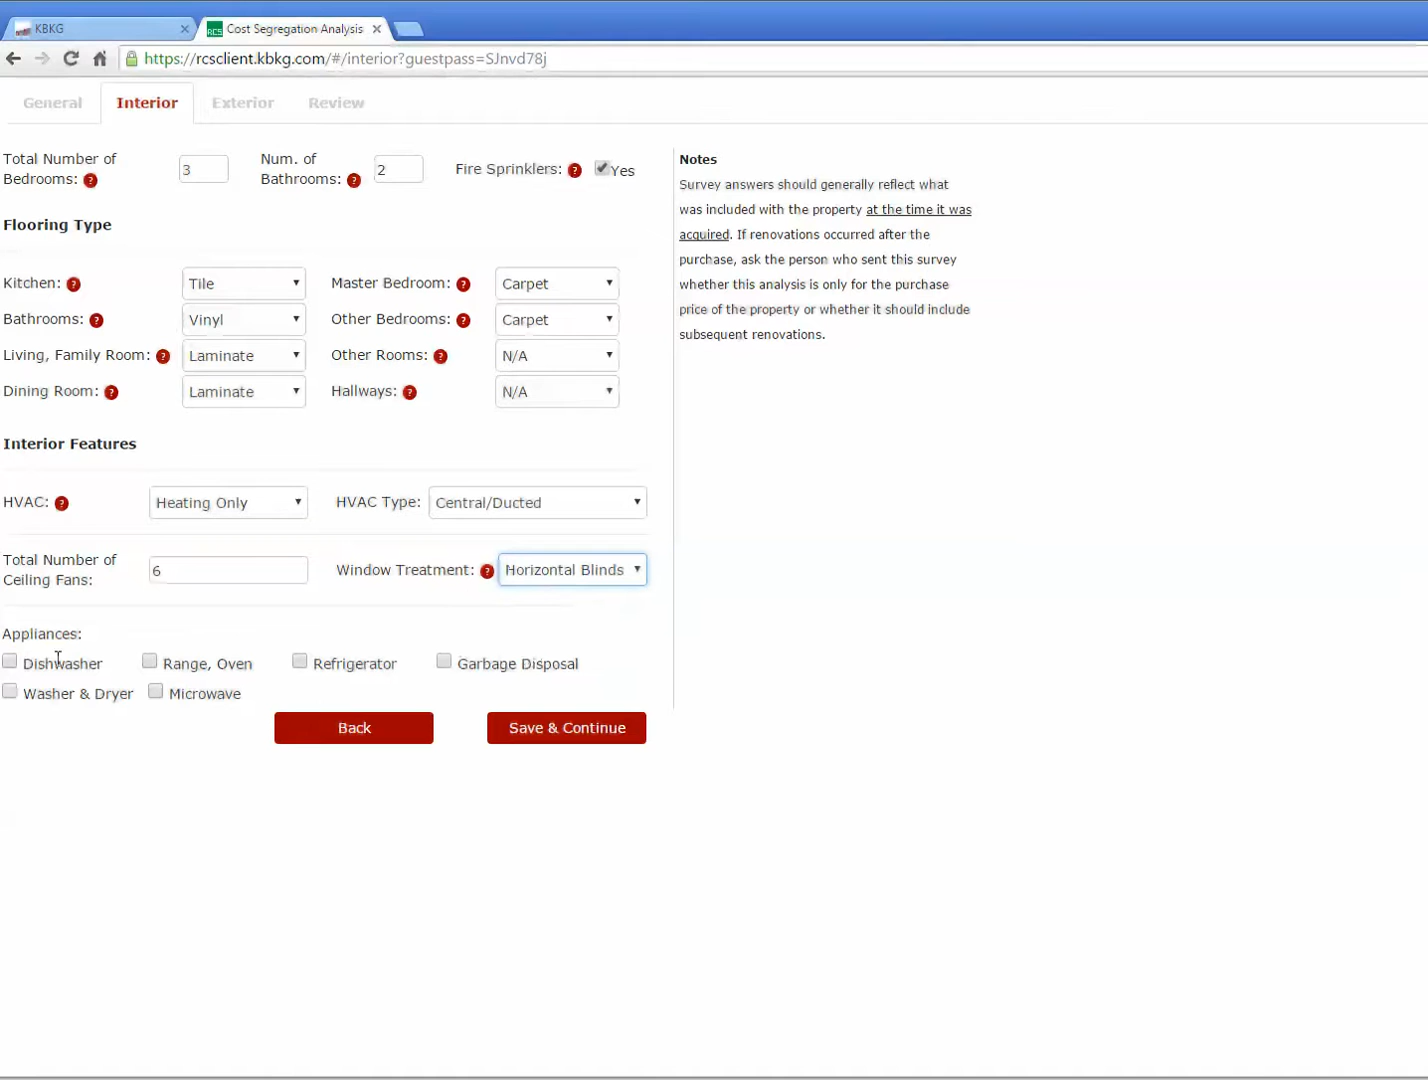 KBKG
RCS Cost Segregation Analysis
https://rcsclient.kbkg.com/#/interior?guestpass=SJnvd78j
General Interior Exterior Review
Total Number of Bedrooms: ? 3 Num. of Bathrooms: ? 2 Fire Sprinklers: ? Yes
Flooring Type
Kitchen: ? Tile Master Bedroom: ? Carpet
Bathrooms: ? Vinyl Other Bedrooms: ? Carpet
Living, Family Room: ? Laminate Other Rooms: ? N/A
Dining Room: ? Laminate Hallways: ? N/A
Interior Features
HVAC: ? Heating Only HVAC Type: Central/Ducted
Total Number of Ceiling Fans: 6 Window Treatment: ? Horizontal Blinds
Appliances:
Dishwasher Range, Oven Refrigerator Garbage Disposal
Washer & Dryer Microwave
Back Save & Continue
Notes
Survey answers should generally reflect what
was included with the property at the time it was
acquired. If renovations occurred after the
purchase, ask the person who sent this survey
whether this analysis is only for the purchase
price of the property or whether it should include
subsequent renovations.